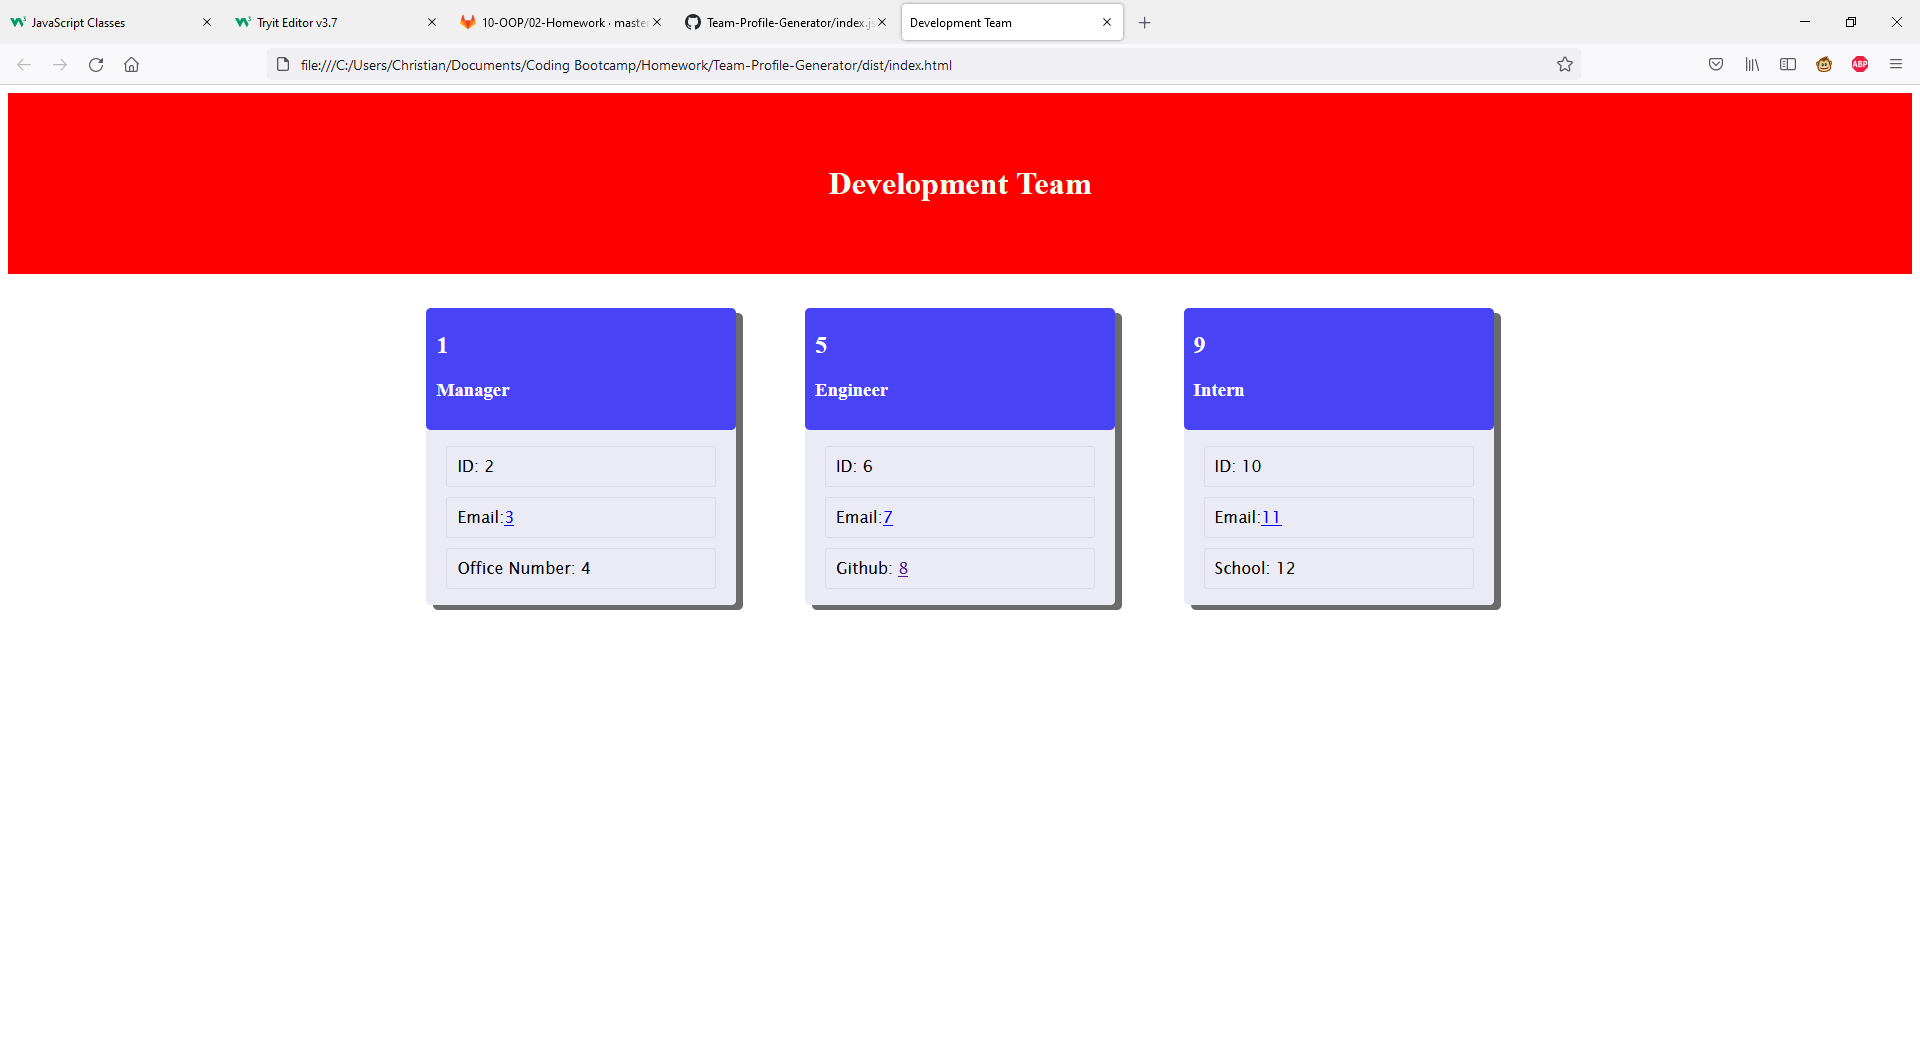 JavaScript Classes
Tryit Editor v3.7
10-OOP/02-Homework · master
Team-Profile-Generator/index.js
Development Team
file:///C:/Users/Christian/Documents/Coding Bootcamp/Homework/Team-Profile-Generator/dist/index.html
ABP
Development Team
1
Manager
ID: 2
Email:3
Office Number: 4
5
Engineer
ID: 6
Email:7
Github: 8
9
Intern
ID: 10
Email:11
School: 12